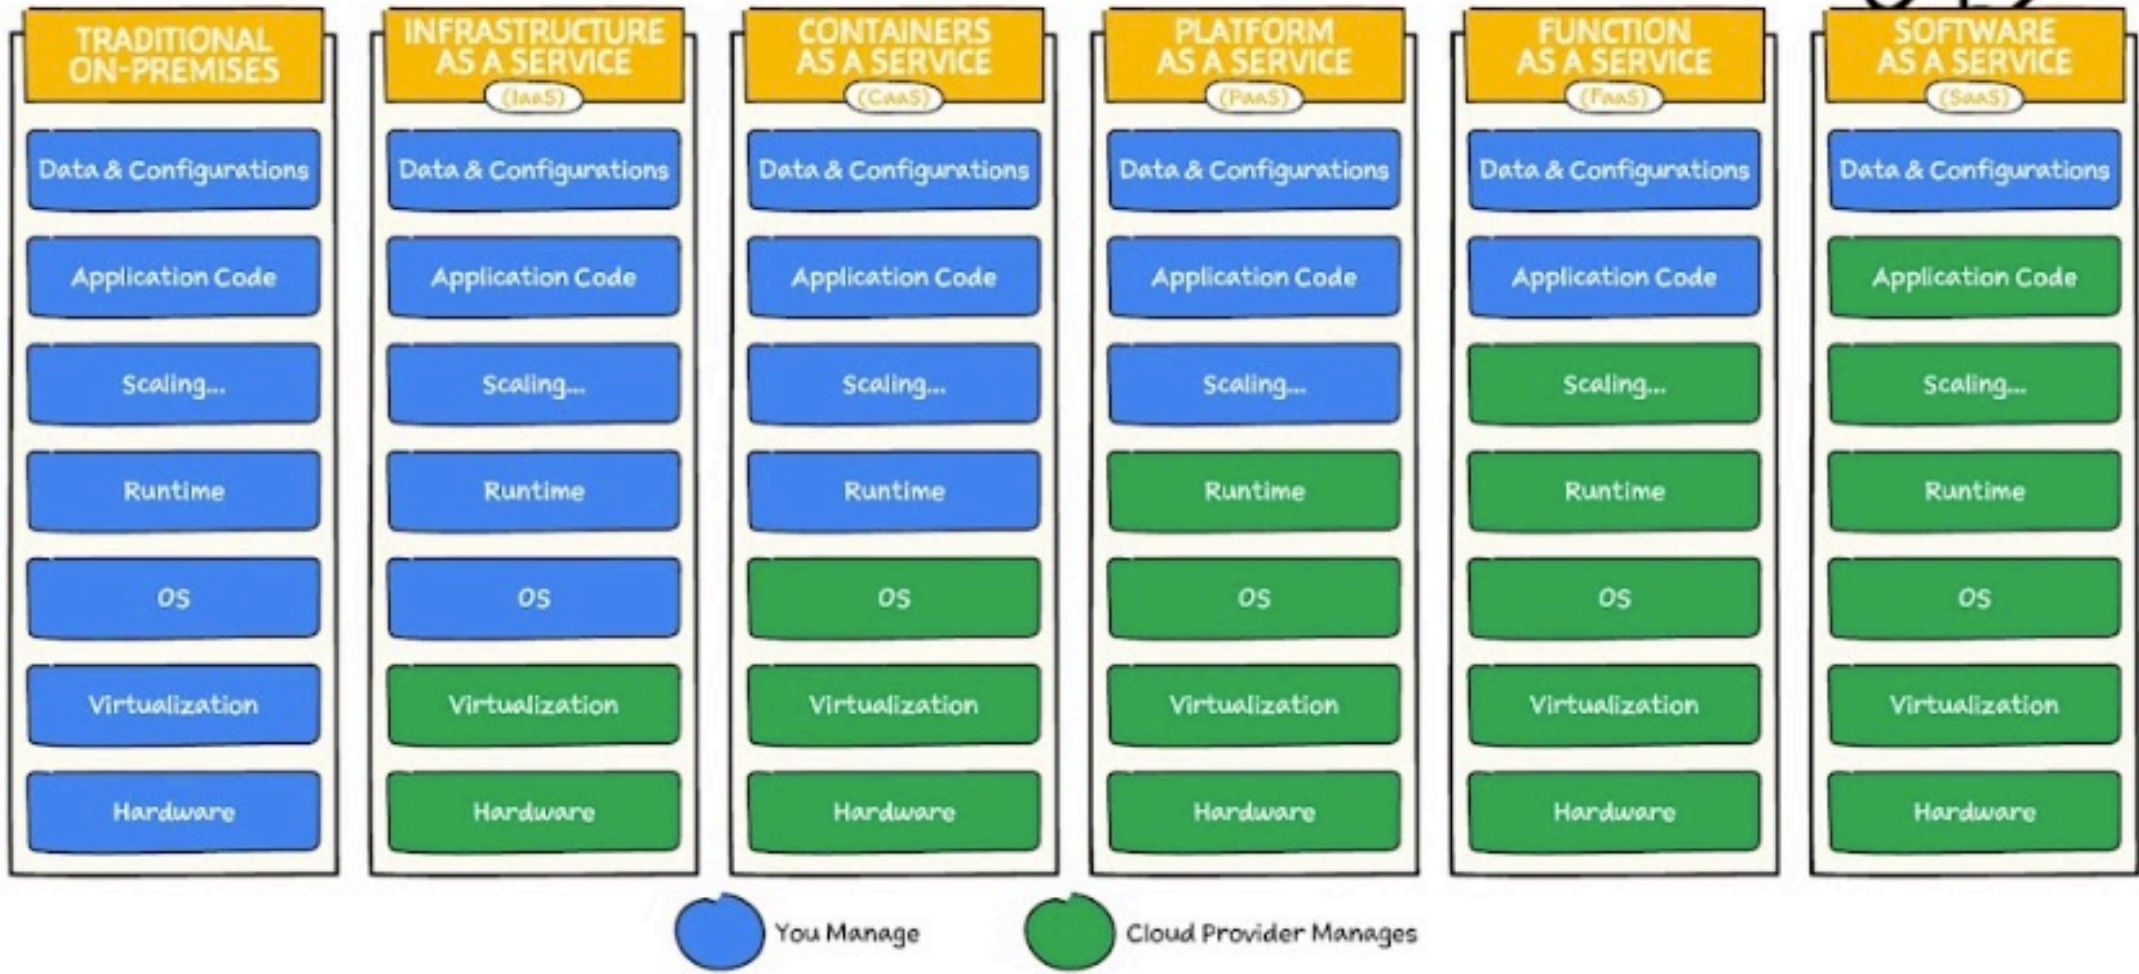 TRADITIONAL
ON-PREMISES
Data & Configurations
Application Code
Scaling...
Runtime
OS
Virtualization
Hardware
INFRASTRUCTURE
AS A SERVICE
(IaaS)
Data & Configurations
Application Code
Scaling...
Runtime
OS
Virtualization
Hardware
CONTAINERS
AS A SERVICE
(CaaS)
Data & Configurations
Application Code
Scaling...
Runtime
OS
Virtualization
Hardware
PLATFORM
AS A SERVICE
(PaaS)
Data & Configurations
Application Code
Scaling...
Runtime
OS
Virtualization
Hardware
FUNCTION
AS A SERVICE
(FaaS)
Data & Configurations
Application Code
Scaling...
Runtime
OS
Virtualization
Hardware
SOFTWARE
AS A SERVICE
(SaaS)
Data & Configurations
Application Code
Scaling...
Runtime
OS
Virtualization
Hardware
You Manage
Cloud Provider Manages